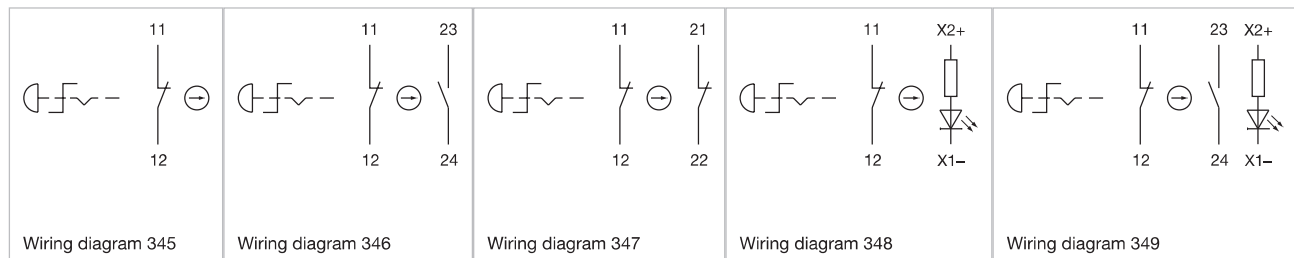 11
12
Wiring diagram 345
11 23
12 24
Wiring diagram 346
11 21
12 22
Wiring diagram 347
11 X2+
12 X1–
Wiring diagram 348
11 23 X2+
12 24 X1–
Wiring diagram 349